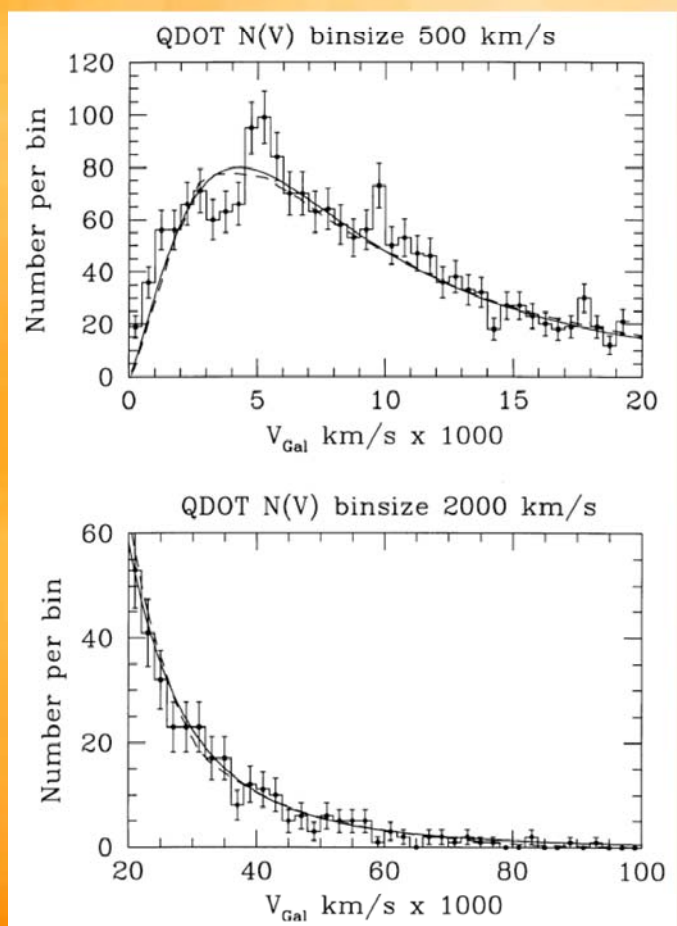 QDOT N(V) binsize 500 km/s
120
100
80
60
40
20
0
Number per bin
0 5 10 15 20
V_Gal km/s x 1000
QDOT N(V) binsize 2000 km/s
60
40
20
0
Number per bin
20 40 60 80 100
V_Gal km/s x 1000